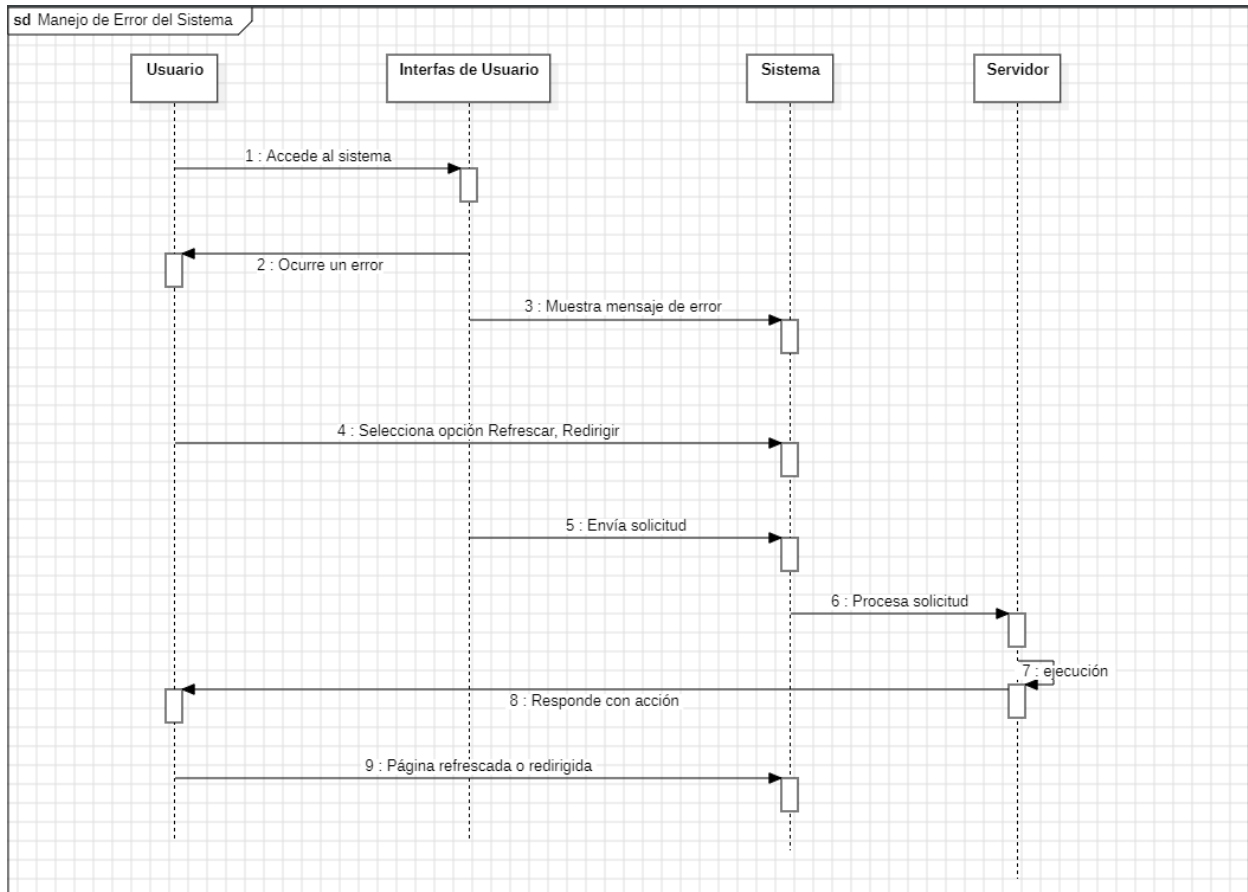 sd Manejo de Error del Sistema
Usuario
Interfas de Usuario
Sistema
Servidor
1 : Accede al sistema
2 : Ocurre un error
3 : Muestra mensaje de error
4 : Selecciona opción Refrescar, Redirigir
5 : Envía solicitud
6 : Procesa solicitud
7 : ejecución
8 : Responde con acción
9 : Página refrescada o redirigida